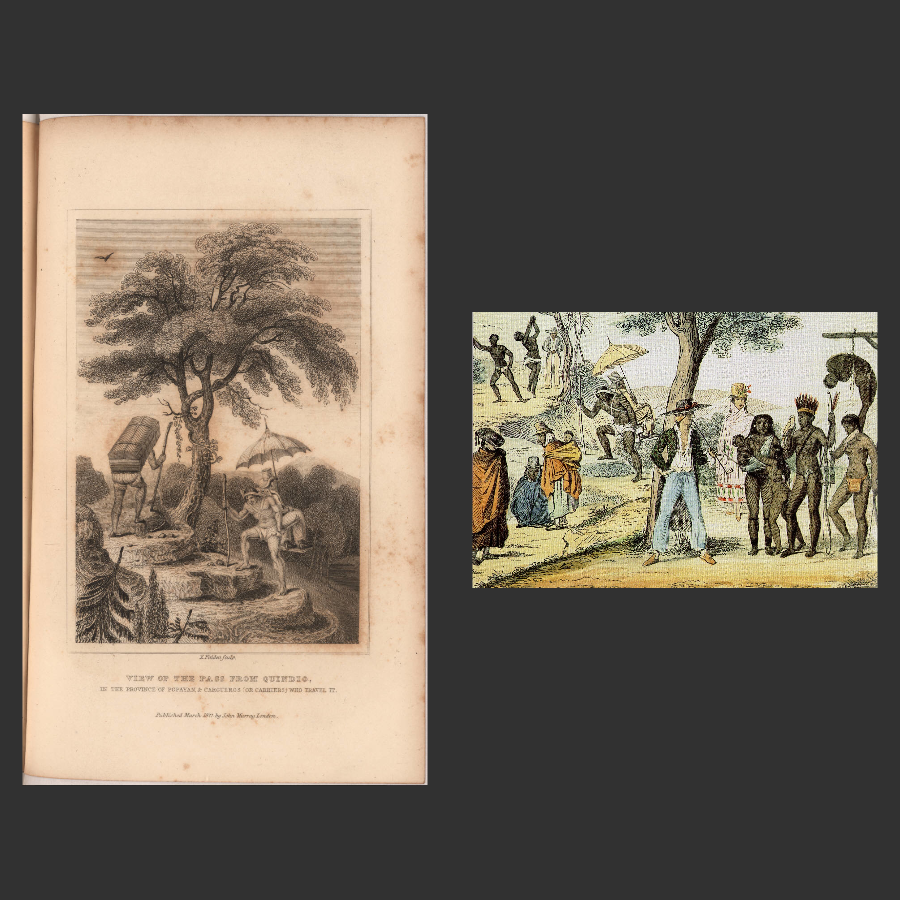 VIEW OF THE PASS FROM QUINDIO,
IN THE PROVINCE OF POPAYAN, & CARGUEROS (OR CARRIERS) WHO TRAVEL IT.
Published March 1827 by John Murray, London.